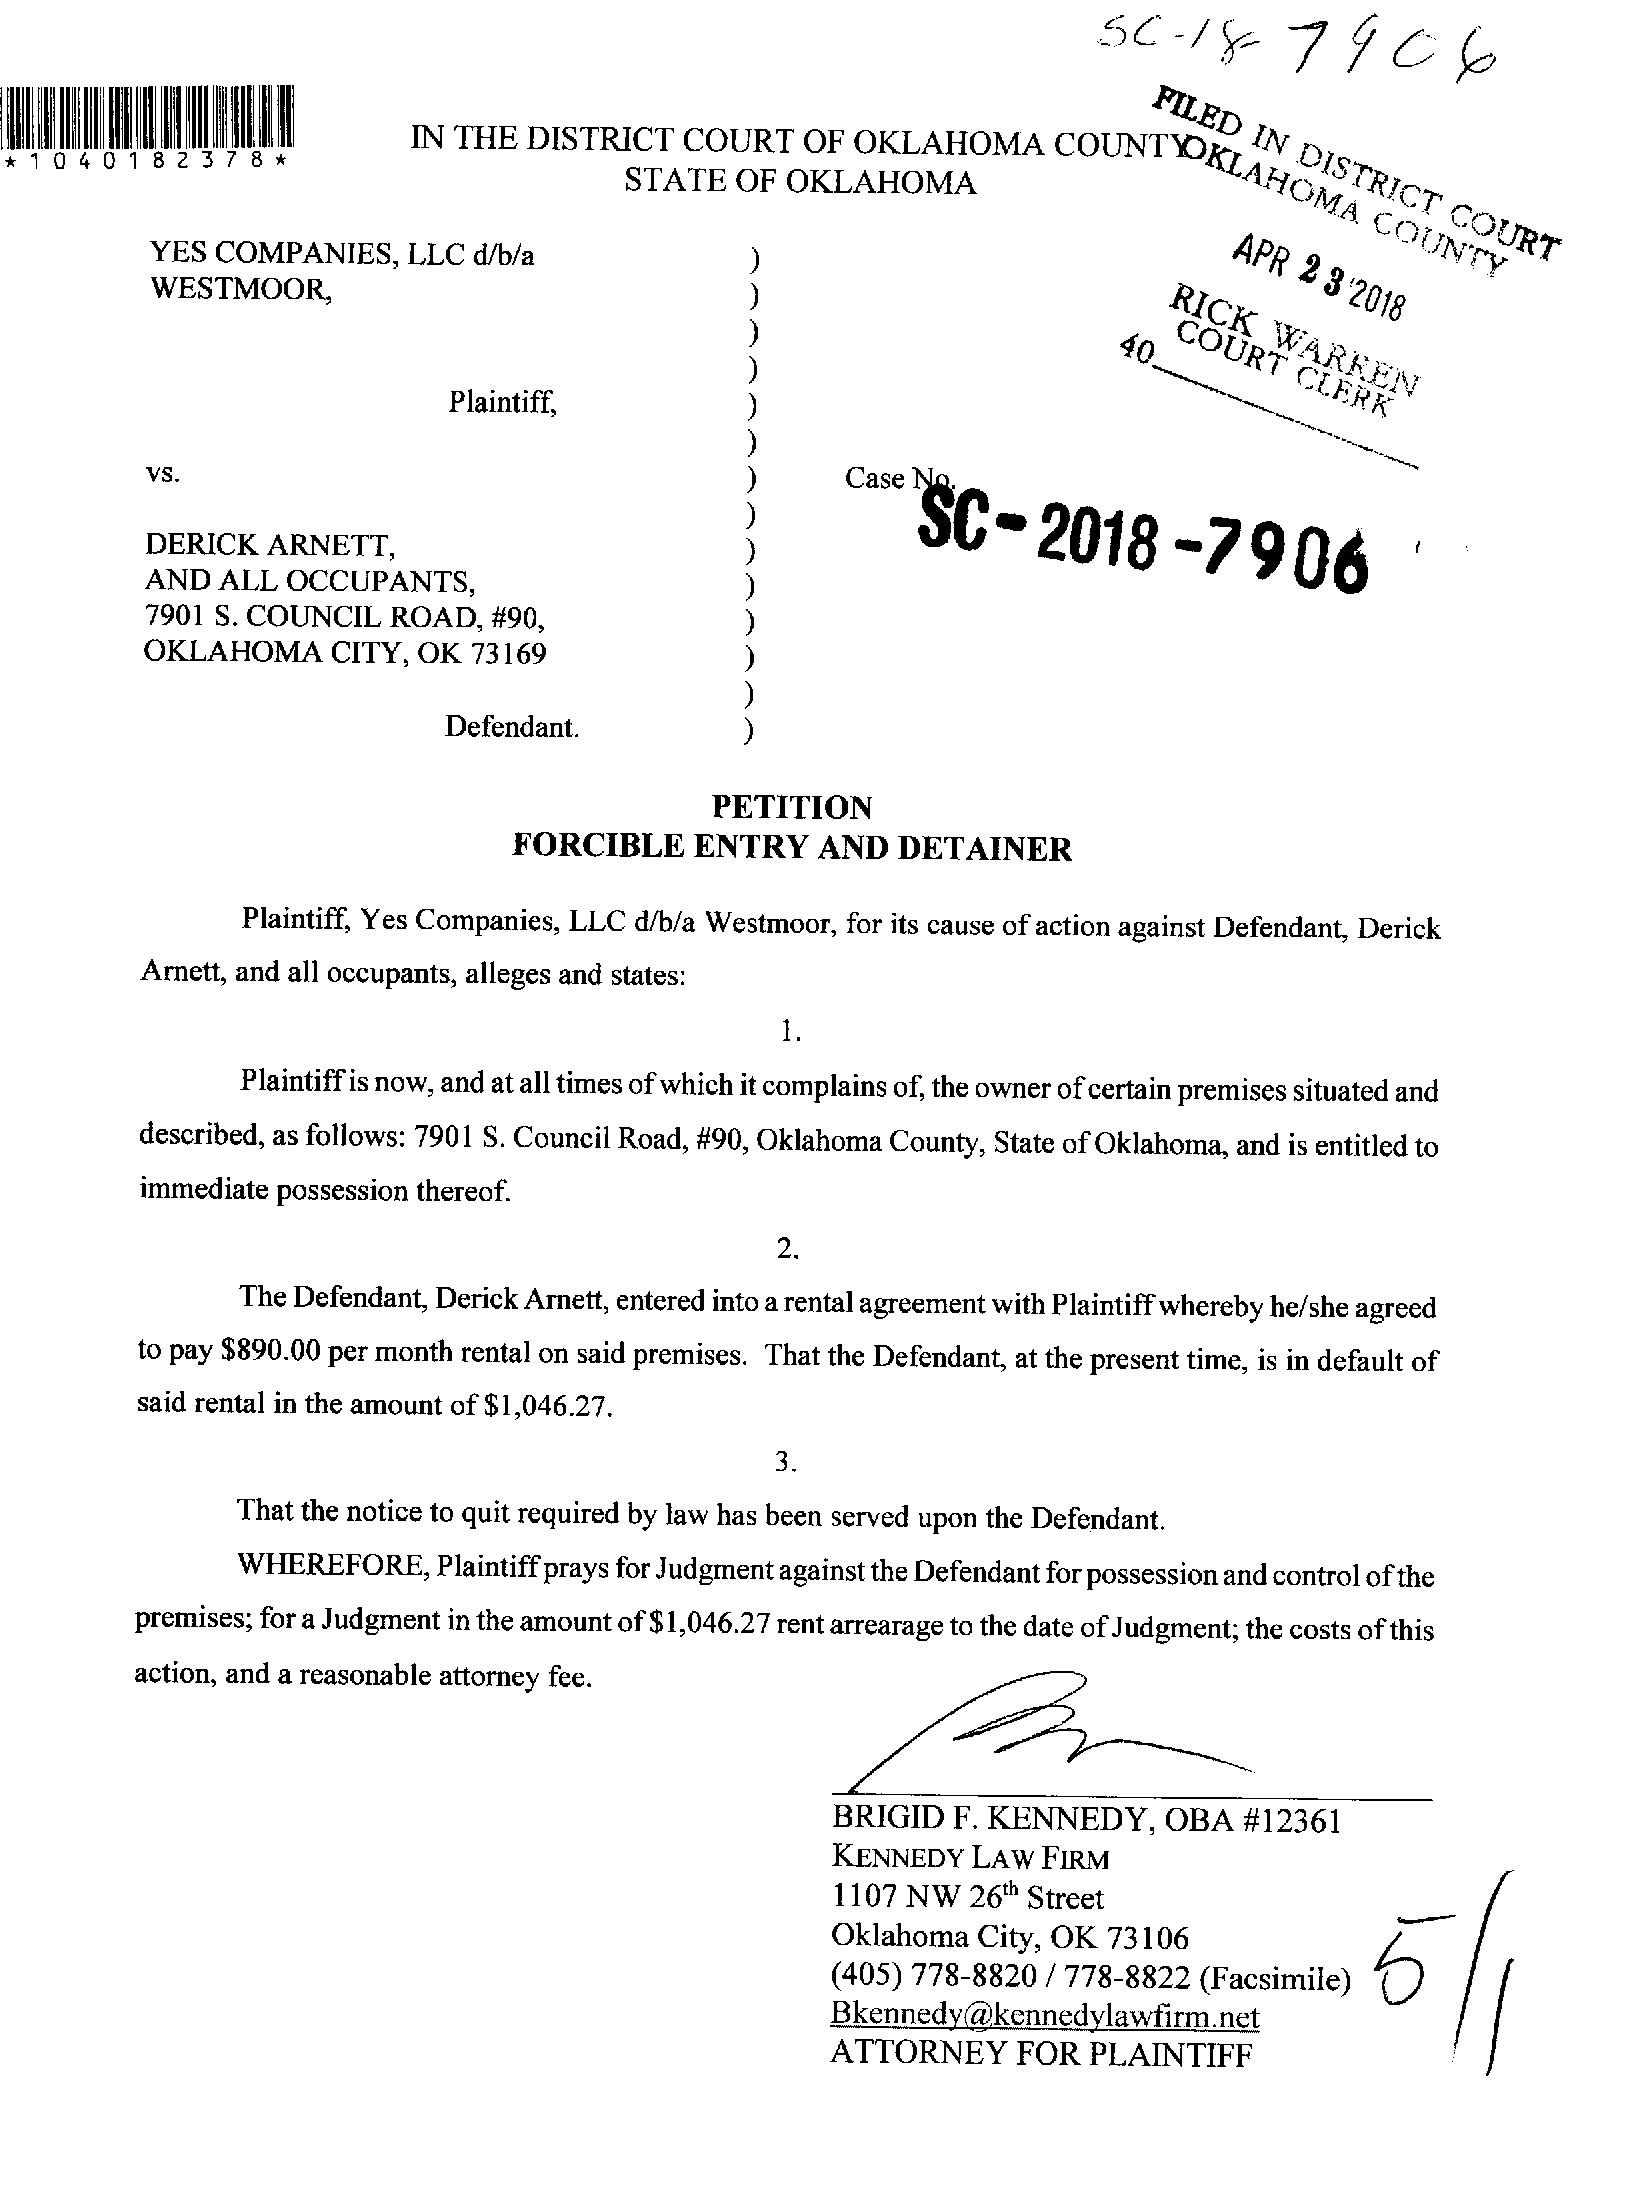 SC-18-7906
*1040182378*
IN THE DISTRICT COURT OF OKLAHOMA COUNTY
STATE OF OKLAHOMA
FILED IN DISTRICT COURT
OKLAHOMA COUNTY
APR 23 2018
RICK WARREN
COURT CLERK
40
YES COMPANIES, LLC d/b/a )
WESTMOOR, )
)
)
Plaintiff, )
)
vs. ) Case No.
SC-2018-7906
)
DERICK ARNETT, )
AND ALL OCCUPANTS, )
7901 S. COUNCIL ROAD, #90, )
OKLAHOMA CITY, OK 73169 )
)
Defendant. )
PETITION
FORCIBLE ENTRY AND DETAINER
Plaintiff, Yes Companies, LLC d/b/a Westmoor, for its cause of action against Defendant, Derick
Arnett, and all occupants, alleges and states:
1.
Plaintiff is now, and at all times of which it complains of, the owner of certain premises situated and
described, as follows: 7901 S. Council Road, #90, Oklahoma County, State of Oklahoma, and is entitled to
immediate possession thereof.
2.
The Defendant, Derick Arnett, entered into a rental agreement with Plaintiff whereby he/she agreed
to pay $890.00 per month rental on said premises. That the Defendant, at the present time, is in default of
said rental in the amount of $1,046.27.
3.
That the notice to quit required by law has been served upon the Defendant.
WHEREFORE, Plaintiff prays for Judgment against the Defendant for possession and control of the
premises; for a Judgment in the amount of $1,046.27 rent arrearage to the date of Judgment; the costs of this
action, and a reasonable attorney fee.
BRIGID F. KENNEDY, OBA #12361
KENNEDY LAW FIRM
1107 NW 26th Street
Oklahoma City, OK 73106
(405) 778-8820 / 778-8822 (Facsimile)
Bkennedy@kennedylawfirm.net
ATTORNEY FOR PLAINTIFF
5/1